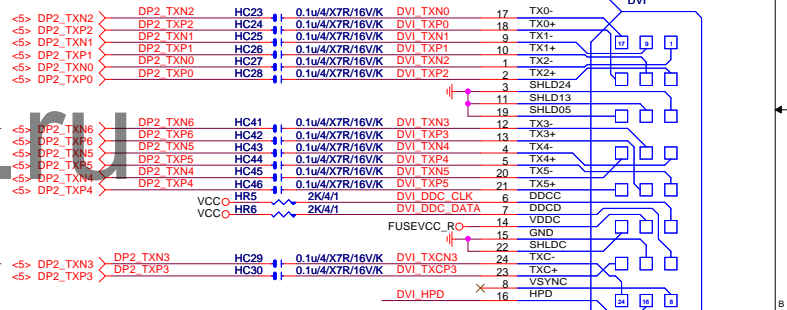 DVI
<5> DP2_TXN2 DP2_TXN2 HC23 0.1u/4/X7R/16V/K DVI_TXN0 17 TX0-
<5> DP2_TXP2 DP2_TXP2 HC24 0.1u/4/X7R/16V/K DVI_TXP0 18 TX0+
<5> DP2_TXN1 DP2_TXN1 HC25 0.1u/4/X7R/16V/K DVI_TXN1 9 TX1- 17 9 1
<5> DP2_TXP1 DP2_TXP1 HC26 0.1u/4/X7R/16V/K DVI_TXP1 10 TX1+
<5> DP2_TXN0 DP2_TXN0 HC27 0.1u/4/X7R/16V/K DVI_TXN2 1 TX2-
<5> DP2_TXP0 DP2_TXP0 HC28 0.1u/4/X7R/16V/K DVI_TXP2 2 TX2+
3 SHLD24
11 SHLD13
19 SHLD05
<5> DP2_TXN6 DP2_TXN6 HC41 0.1u/4/X7R/16V/K DVI_TXN3 12 TX3-
<5> DP2_TXP6 DP2_TXP6 HC42 0.1u/4/X7R/16V/K DVI_TXP3 13 TX3+
<5> DP2_TXN5 DP2_TXN5 HC43 0.1u/4/X7R/16V/K DVI_TXN4 4 TX4-
<5> DP2_TXP5 DP2_TXP5 HC44 0.1u/4/X7R/16V/K DVI_TXP4 5 TX4+
<5> DP2_TXN4 DP2_TXN4 HC45 0.1u/4/X7R/16V/K DVI_TXN5 20 TX5-
<5> DP2_TXP4 DP2_TXP4 HC46 0.1u/4/X7R/16V/K DVI_TXP5 21 TX5+
VCC HR5 2K/4/1 DVI_DDC_CLK 6 DDCC
VCC HR6 2K/4/1 DVI_DDC_DATA 7 DDCD
FUSEVCC_R 14 VDDC
15 GND
22 SHLDC
<5> DP2_TXN3 DP2_TXN3 HC29 0.1u/4/X7R/16V/K DVI_TXCN3 24 TXC-
<5> DP2_TXP3 DP2_TXP3 HC30 0.1u/4/X7R/16V/K DVI_TXCP3 23 TXC+
8 VSYNC
DVI_HPD 16 HPD 24 16 8
B
.ru